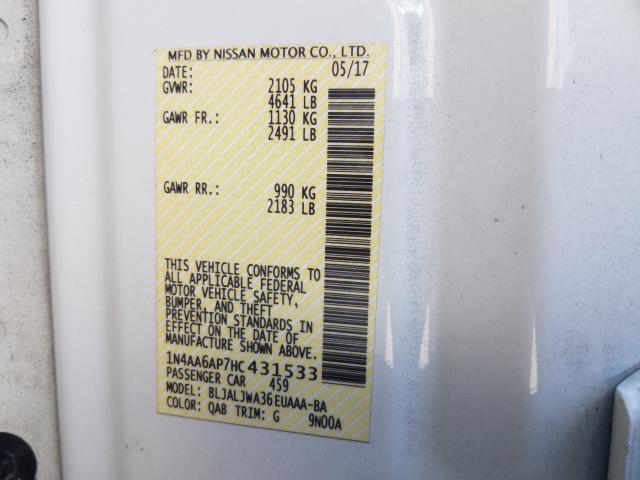 MFD BY NISSAN MOTOR CO., LTD.
DATE: 05/17
GVWR: 2105 KG
4641 LB
GAWR FR.: 1130 KG
2491 LB
GAWR RR.: 990 KG
2183 LB
THIS VEHICLE CONFORMS TO
ALL APPLICABLE FEDERAL
MOTOR VEHICLE SAFETY,
BUMPER, AND THEFT
PREVENTION STANDARDS IN
EFFECT ON THE DATE OF
MANUFACTURE SHOWN ABOVE.
1N4AA6AP7HC431533
PASSENGER CAR 459
MODEL: BLJALJWA36EUAAA-BA
COLOR: QAB TRIM: G 9N00A